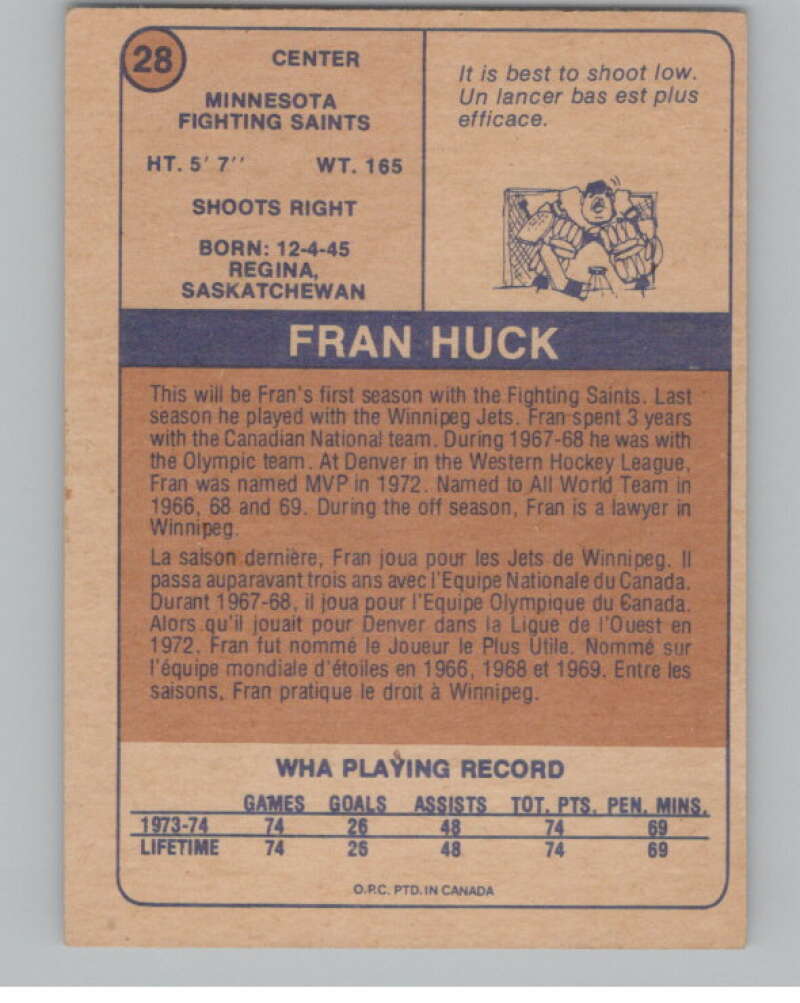 28
CENTER
MINNESOTA
FIGHTING SAINTS
HT. 5' 7'' WT. 165
SHOOTS RIGHT
BORN: 12-4-45
REGINA,
SASKATCHEWAN
It is best to shoot low.
Un lancer bas est plus
efficace.
FRAN HUCK
This will be Fran's first season with the Fighting Saints. Last
season he played with the Winnipeg Jets. Fran spent 3 years
with the Canadian National team. During 1967-68 he was with
the Olympic team. At Denver in the Western Hockey League,
Fran was named MVP in 1972. Named to All World Team in
1966, 68 and 69. During the off season, Fran is a lawyer in
Winnipeg.
La saison dernière, Fran joua pour les Jets de Winnipeg. Il
passa auparavant trois ans avec l'Equipe Nationale du Canada.
Durant 1967-68, il joua pour l'Equipe Olympique du Canada.
Alors qu'il jouait pour Denver dans la Ligue de l'Ouest en
1972, Fran fut nommé le Joueur le Plus Utile. Nommé sur
l'équipe mondiale d'étoiles en 1966, 1968 et 1969. Entre les
saisons, Fran pratique le droit à Winnipeg.
WHA PLAYING RECORD
GAMES GOALS ASSISTS TOT. PTS. PEN. MINS.
1973-74 74 26 48 74 69
LIFETIME 74 26 48 74 69
O.P.C. PTD. IN CANADA